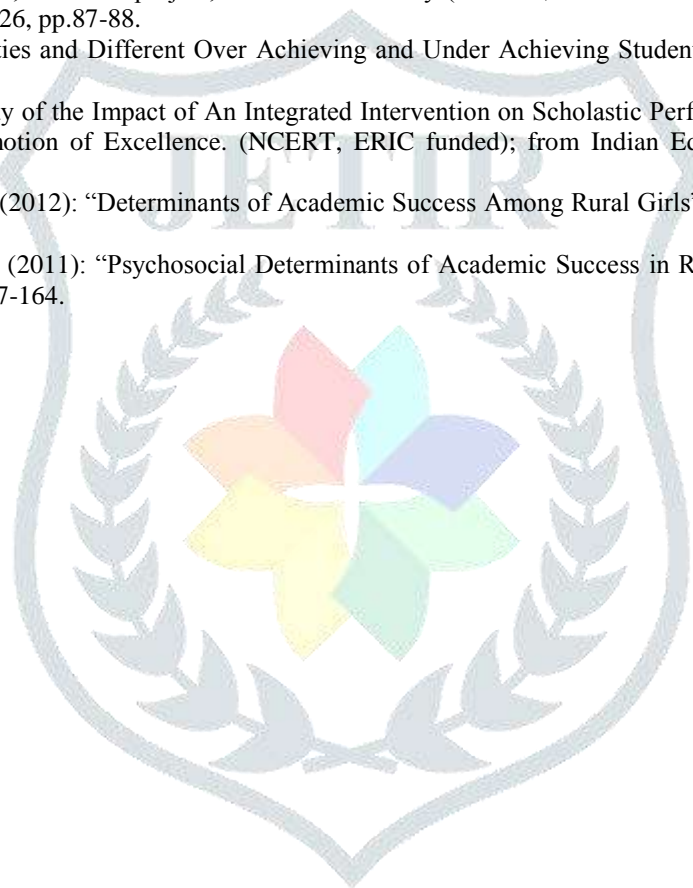 26, pp.87-88.
ties and Different Over Achieving and Under Achieving Student
y of the Impact of An Integrated Intervention on Scholastic Perf
notion of Excellence. (NCERT, ERIC funded); from Indian Ed
(2012): “Determinants of Academic Success Among Rural Girls’
(2011): “Psychosocial Determinants of Academic Success in R
7-164.
JETIR